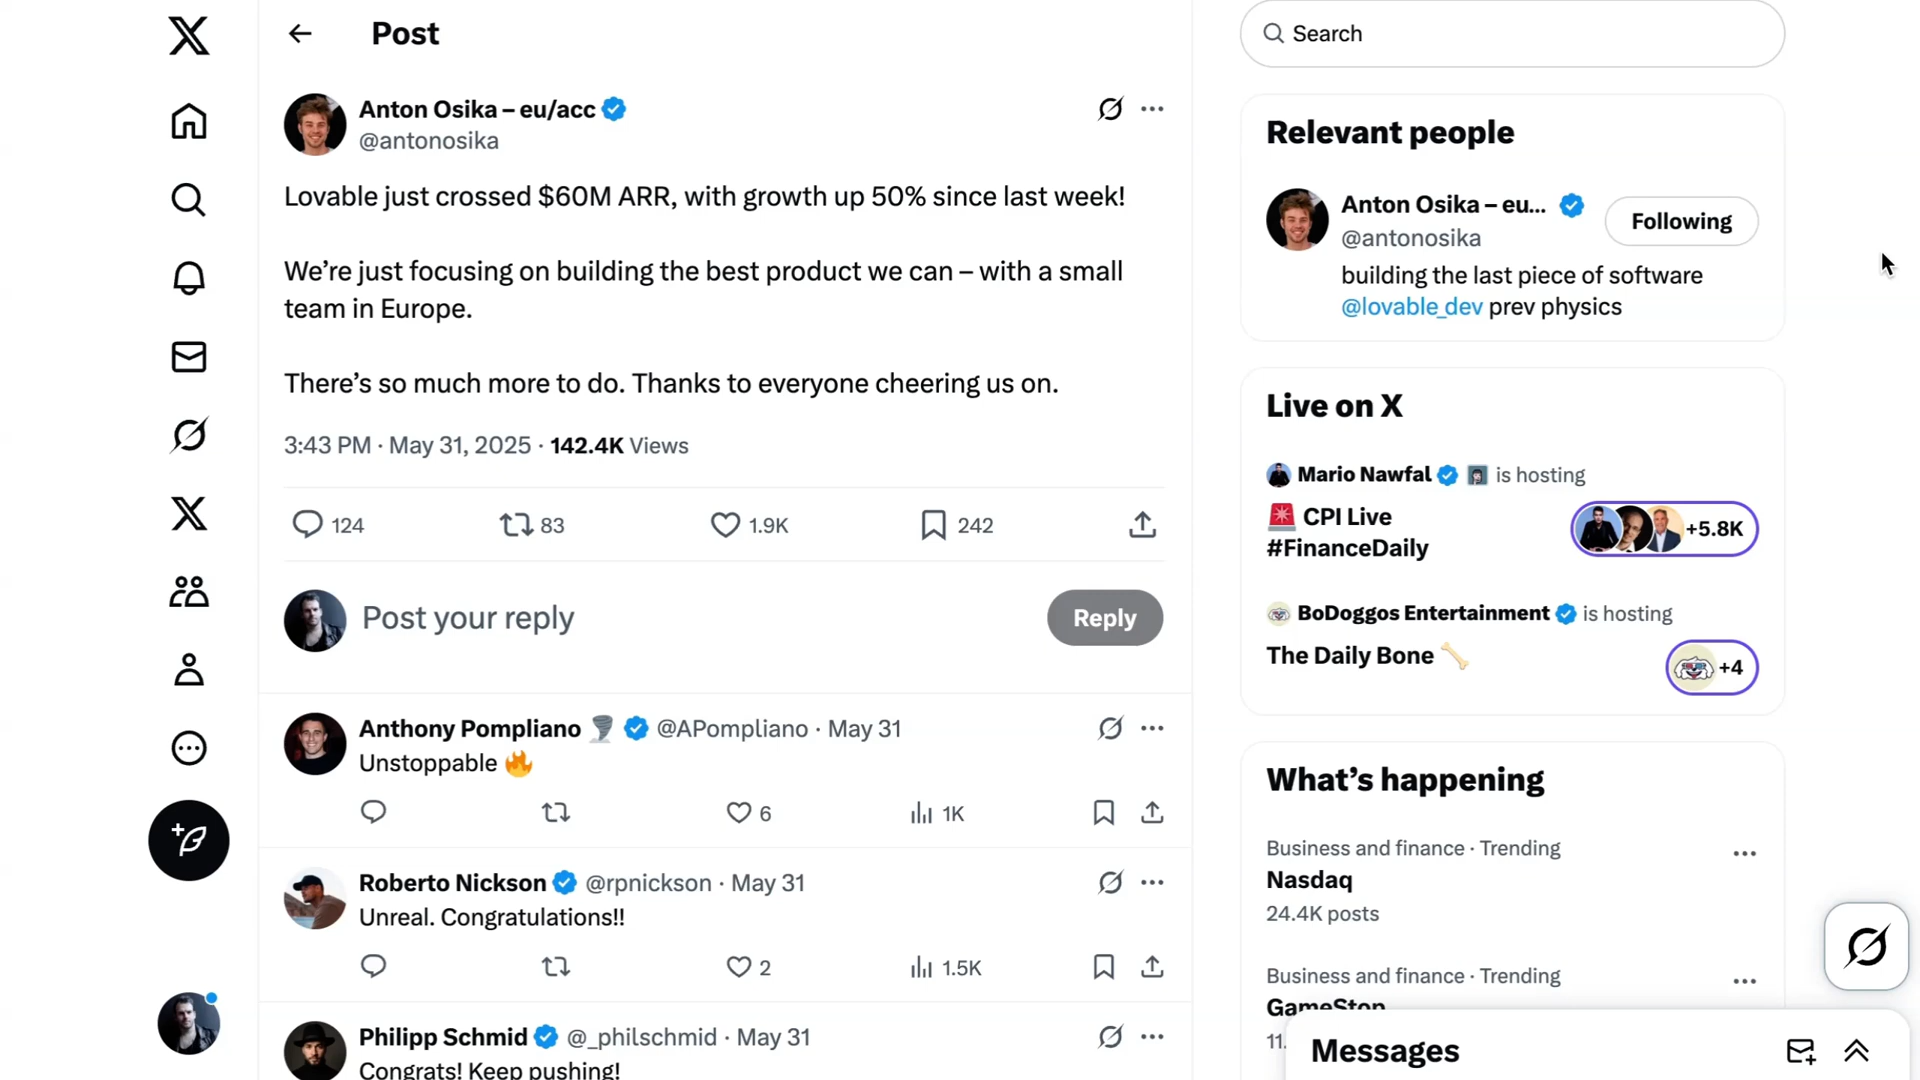 Post
Anton Osika – eu/acc
@antonosika
Lovable just crossed $60M ARR, with growth up 50% since last week!
We’re just focusing on building the best product we can – with a small
team in Europe.
There’s so much more to do. Thanks to everyone cheering us on.
3:43 PM · May 31, 2025 · 142.4K Views
124 83 1.9K 242
Post your reply
Reply
Anthony Pompliano 🌪 @APompliano · May 31
Unstoppable 🔥
6 1K
Roberto Nickson @rpnickson · May 31
Unreal. Congratulations!!
2 1.5K
Philipp Schmid @_philschmid · May 31
Congrats! Keep pushing!
Search
Relevant people
Anton Osika – eu...
@antonosika
Following
building the last piece of software
@lovable_dev prev physics
Live on X
Mario Nawfal is hosting
🚨 CPI Live
#FinanceDaily
+5.8K
BoDoggos Entertainment is hosting
The Daily Bone 🦴
+4
What’s happening
Business and finance · Trending
Nasdaq
24.4K posts
Business and finance · Trending
GameStop
11.
Messages